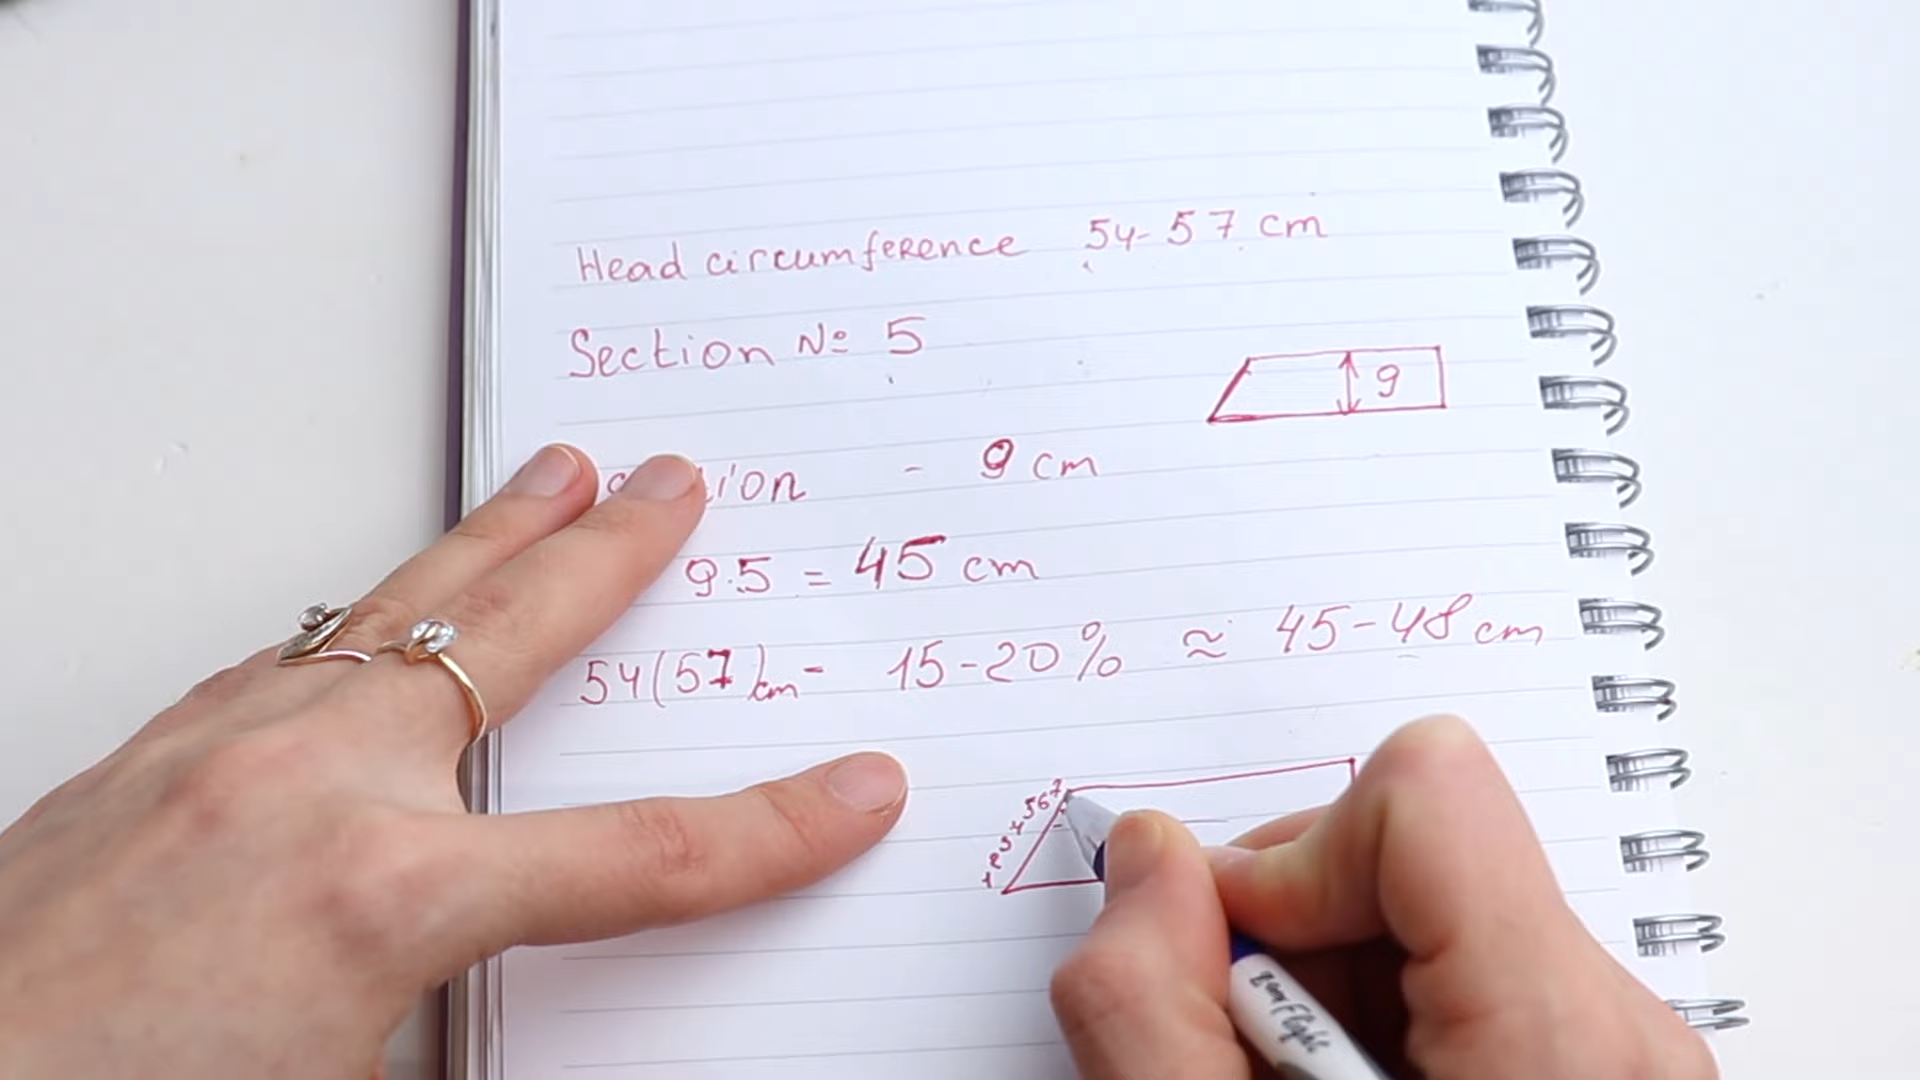 Head circumference 54-57 cm
Section № 5
9
- 9 cm
9.5 = 45 cm
54(57)cm - 15-20% ≈ 45-48 cm
1 2 3 4 5 6 7